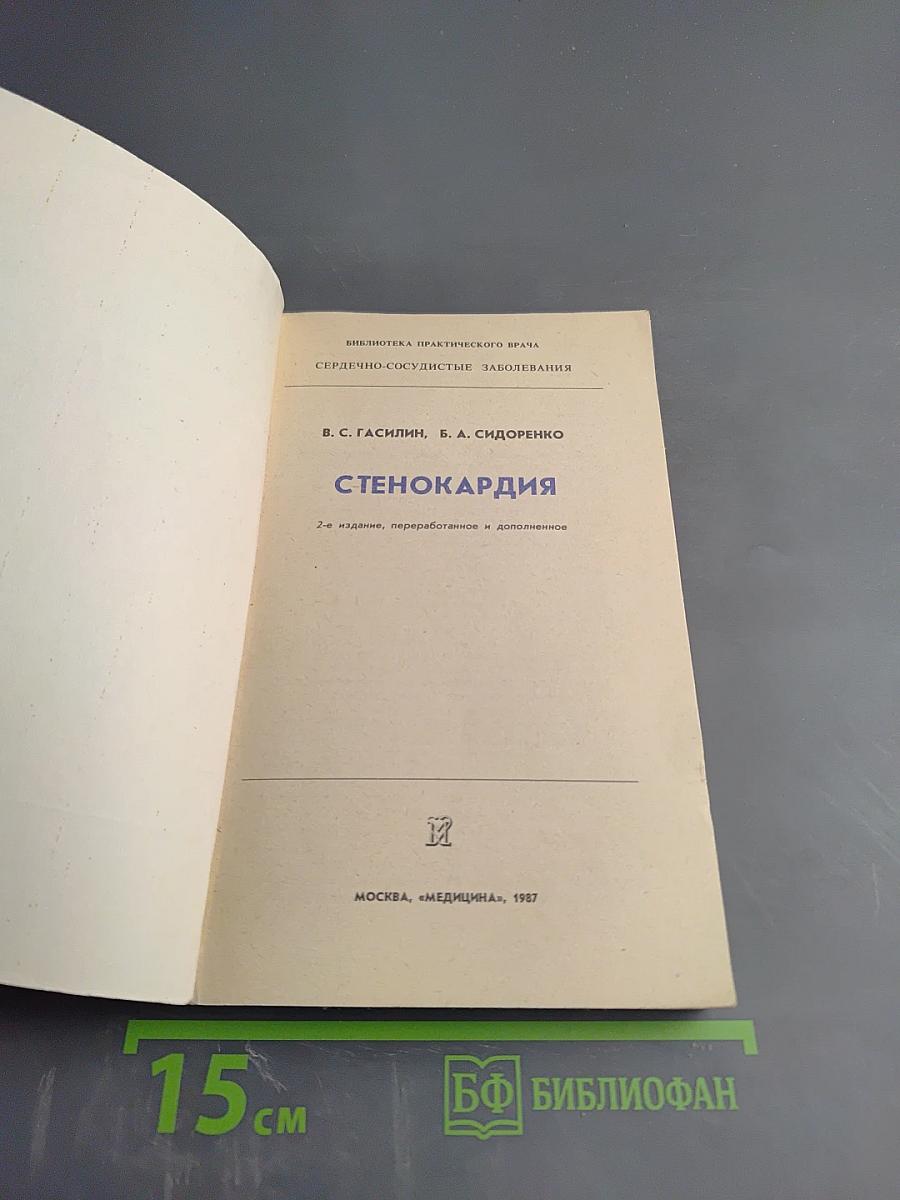 БИБЛИОТЕКА ПРАКТИЧЕСКОГО ВРАЧА
СЕРДЕЧНО-СОСУДИСТЫЕ ЗАБОЛЕВАНИЯ
В. С. ГАСИЛИН, Б. А. СИДОРЕНКО
СТЕНОКАРДИЯ
2-е издание, переработанное и дополненное
М
МОСКВА, «МЕДИЦИНА», 1987
15 см
БФ БИБЛИОФАН